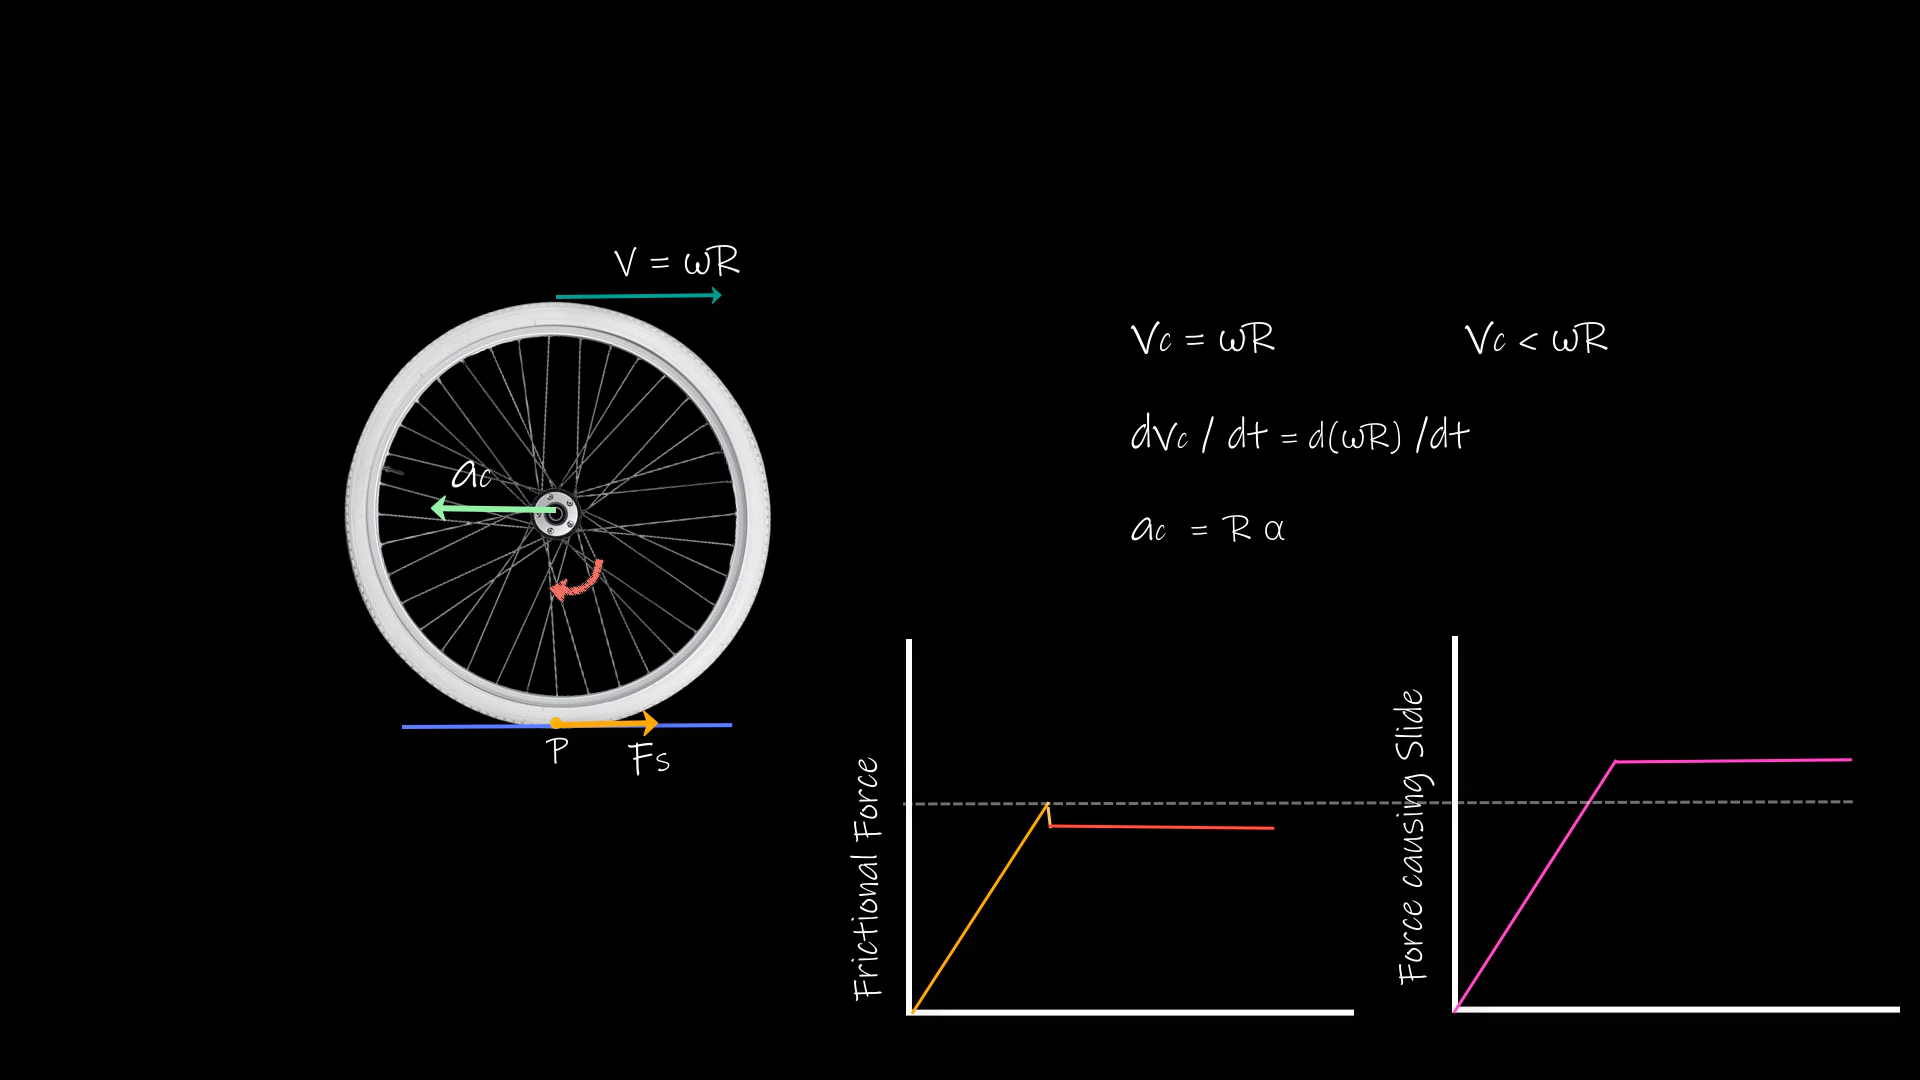 V = ωR
ac
P
Fs
Vc = ωR
Vc < ωR
dvc / dt = d(ωR) /dt
ac = R α
Frictional Force
Force causing Slide